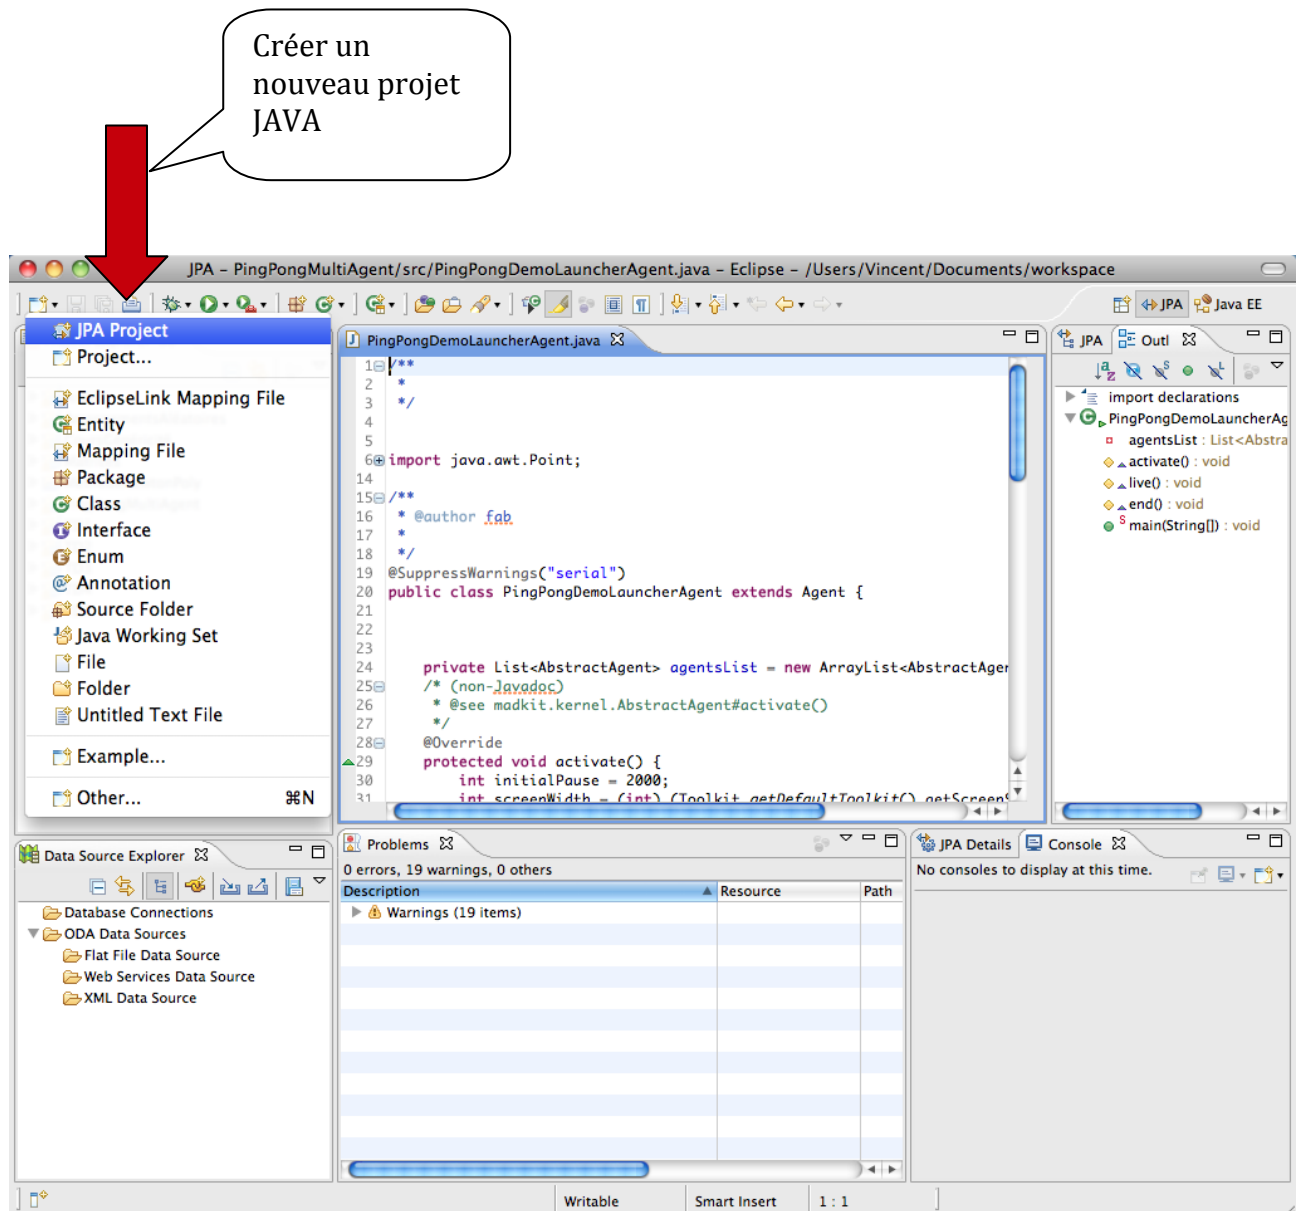 Créer un
nouveau projet
JAVA
JPA – PingPongMultiAgent/src/PingPongDemoLauncherAgent.java – Eclipse – /Users/Vincent/Documents/workspace
JPA
Java EE
JPA Project
Project...
EclipseLink Mapping File
Entity
Mapping File
Package
Class
Interface
Enum
Annotation
Source Folder
Java Working Set
File
Folder
Untitled Text File
Example...
Other... ⌘N
PingPongDemoLauncherAgent.java
1 /**
2 *
3 */
4
5
6 import java.awt.Point;
14
15 /**
16 * @author fab
17 *
18 */
19 @SuppressWarnings("serial")
20 public class PingPongDemoLauncherAgent extends Agent {
21
22
23
24 private List<AbstractAgent> agentsList = new ArrayList<AbstractAger
25 /* (non-Javadoc)
26 * @see madkit.kernel.AbstractAgent#activate()
27 */
28 @Override
29 protected void activate() {
30 int initialPause = 2000;
31 int screenWidth = (int) (Toolkit.getDefaultToolkit().getScreenS
JPA
Outl
import declarations
PingPongDemoLauncherAg
agentsList : List<Abstra
activate() : void
live() : void
end() : void
main(String[]) : void
Data Source Explorer
Database Connections
ODA Data Sources
Flat File Data Source
Web Services Data Source
XML Data Source
Problems
0 errors, 19 warnings, 0 others
Description Resource Path
Warnings (19 items)
JPA Details
Console
No consoles to display at this time.
Writable Smart Insert 1 : 1